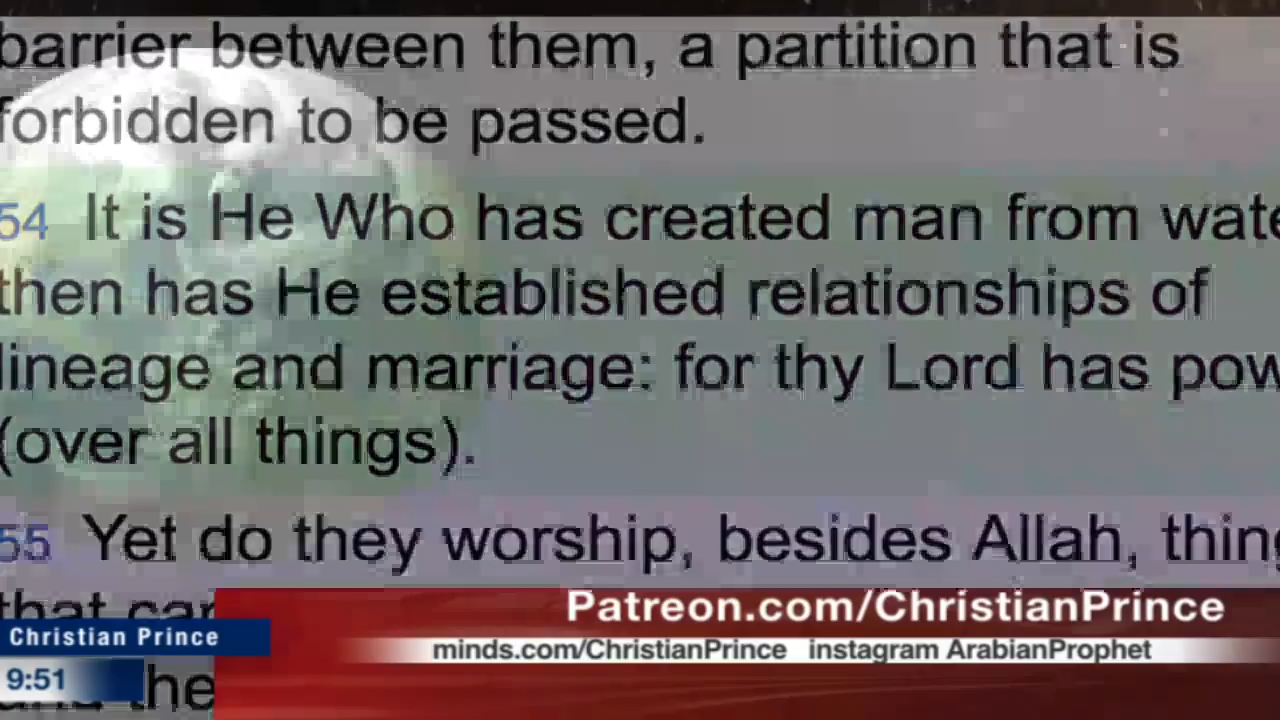 barrier between them, a partition that is
forbidden to be passed.
54 It is He Who has created man from wate
then has He established relationships of
lineage and marriage: for thy Lord has pow
(over all things).
55 Yet do they worship, besides Allah, thing
that can
the
Patreon.com/ChristianPrince
minds.com/ChristianPrince instagram ArabianProphet
Christian Prince
9:51